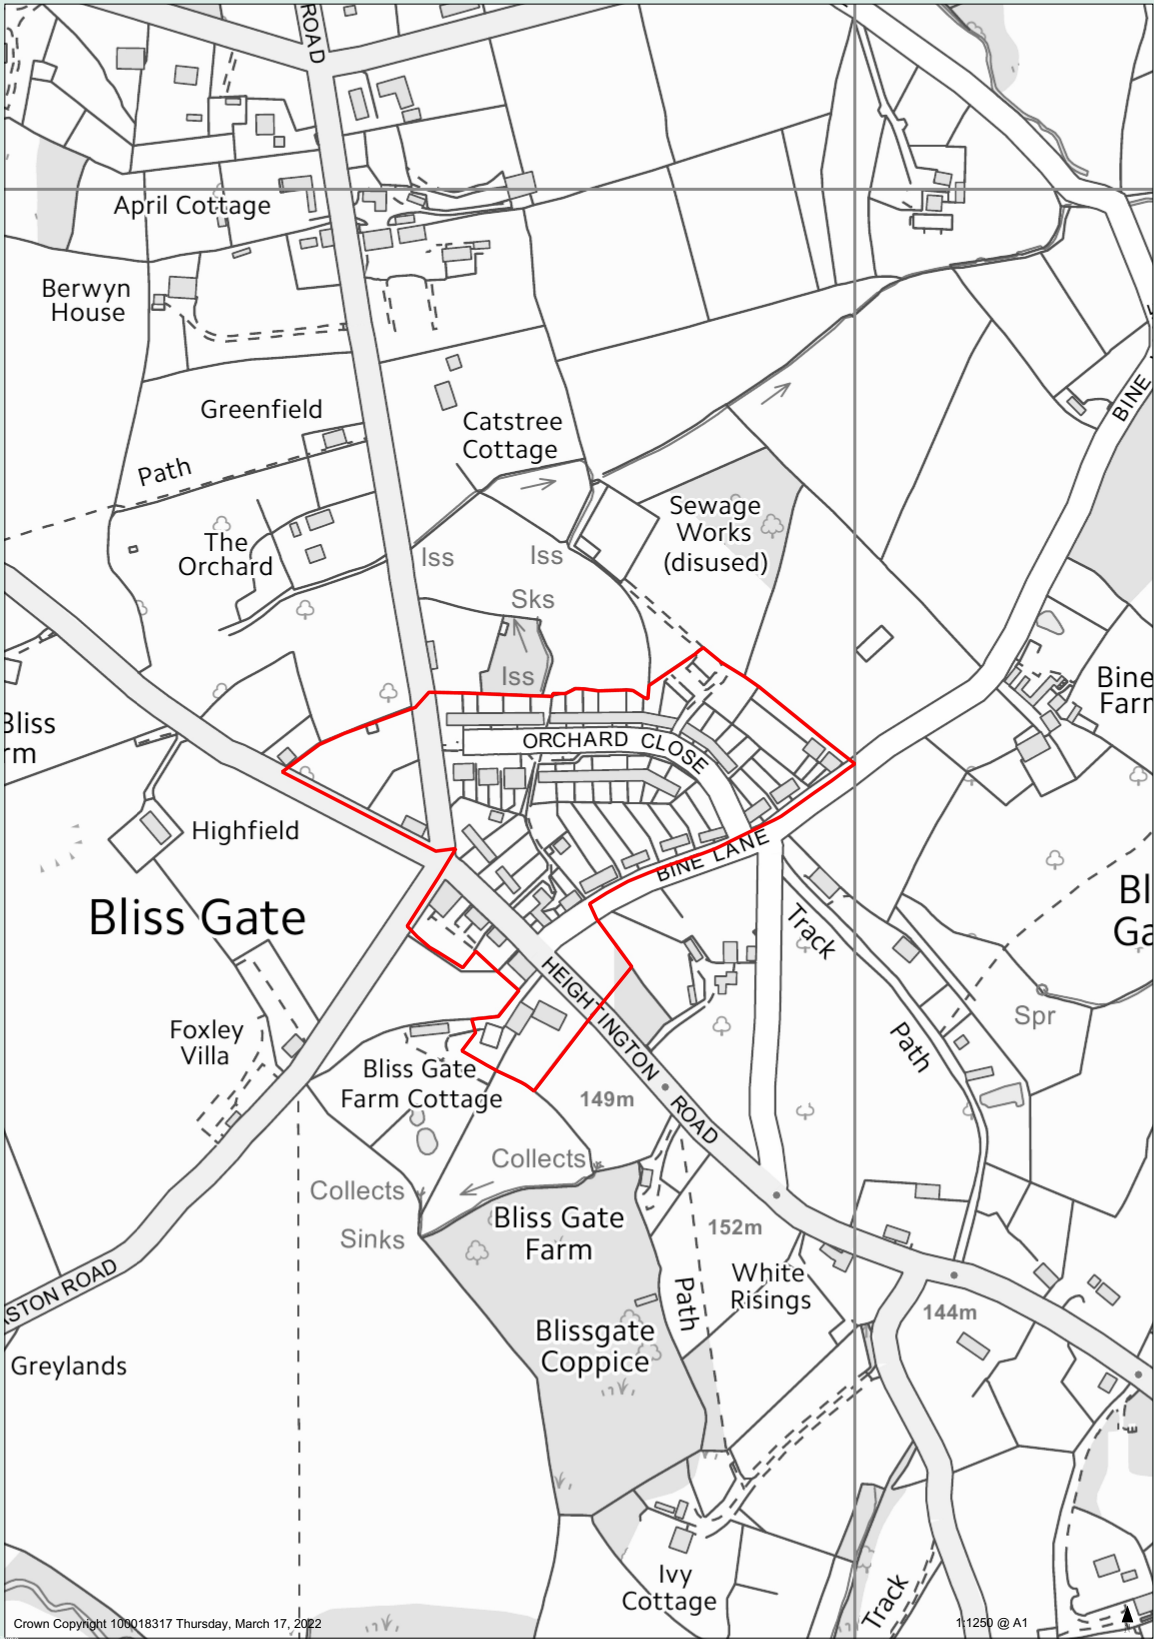 ROAD
April Cottage
Berwyn
House
Greenfield
Catstree
Cottage
BINE
Path
Sewage
Works
(disused)
The
Orchard
Iss
Iss
Sks
Iss
Bine
Farr
Bliss
rm
ORCHARD CLOSE
Highfield
BINE LANE
Bliss Gate
Bl
Ga
Track
HEIGHTINGTON ROAD
Spr
Foxley
Villa
Path
Bliss Gate
Farm Cottage
149m
Collects
Collects
Sinks
Bliss Gate
Farm
152m
White
Risings
Path
STON ROAD
144m
Blissgate
Coppice
Greylands
Ivy
Cottage
Track
Crown Copyright 100018317 Thursday, March 17, 2022
1:1250 @ A1